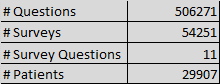 # Questions 506271
# Surveys 54251
# Survey Questions 11
# Patients 29907